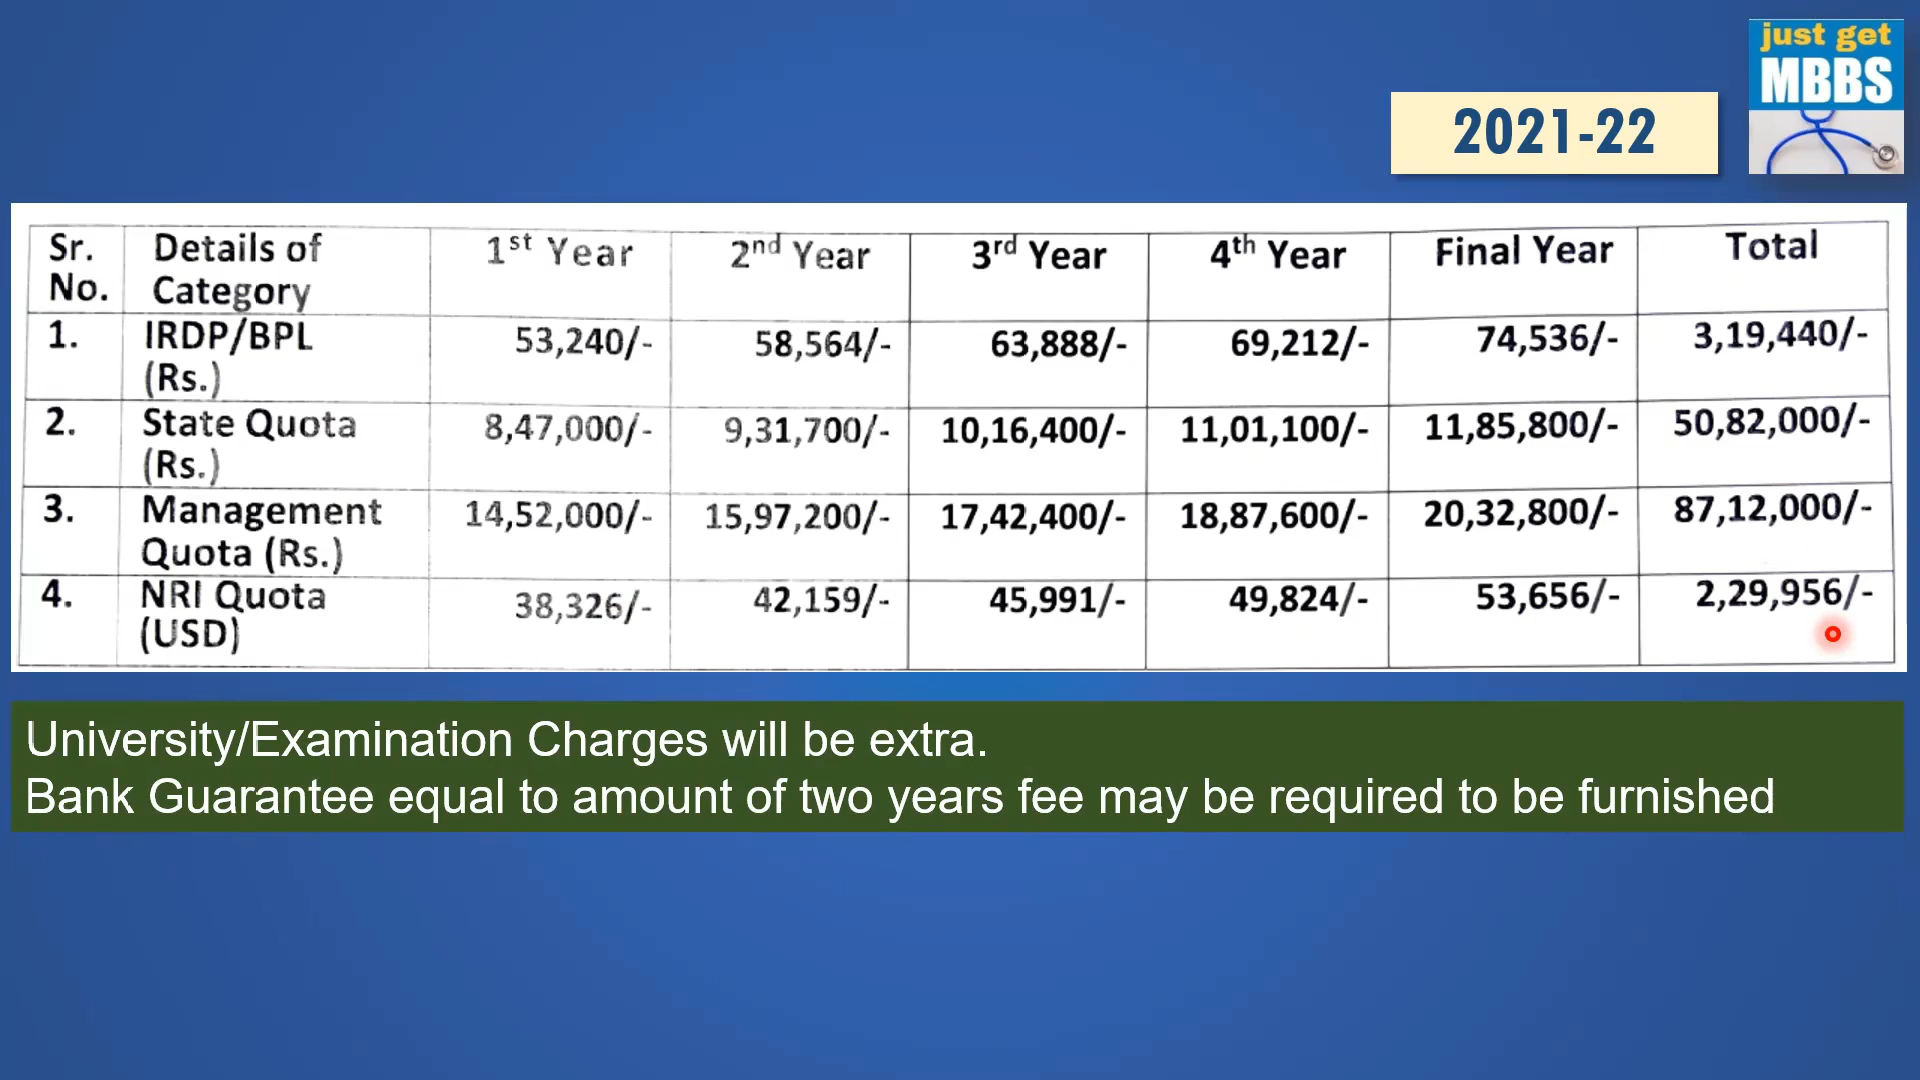 just get
MBBS
2021-22
Sr. No. Details of Category 1st Year 2nd Year 3rd Year 4th Year Final Year Total
1. IRDP/BPL (Rs.) 53,240/- 58,564/- 63,888/- 69,212/- 74,536/- 3,19,440/-
2. State Quota (Rs.) 8,47,000/- 9,31,700/- 10,16,400/- 11,01,100/- 11,85,800/- 50,82,000/-
3. Management Quota (Rs.) 14,52,000/- 15,97,200/- 17,42,400/- 18,87,600/- 20,32,800/- 87,12,000/-
4. NRI Quota (USD) 38,326/- 42,159/- 45,991/- 49,824/- 53,656/- 2,29,956/-
University/Examination Charges will be extra.
Bank Guarantee equal to amount of two years fee may be required to be furnished